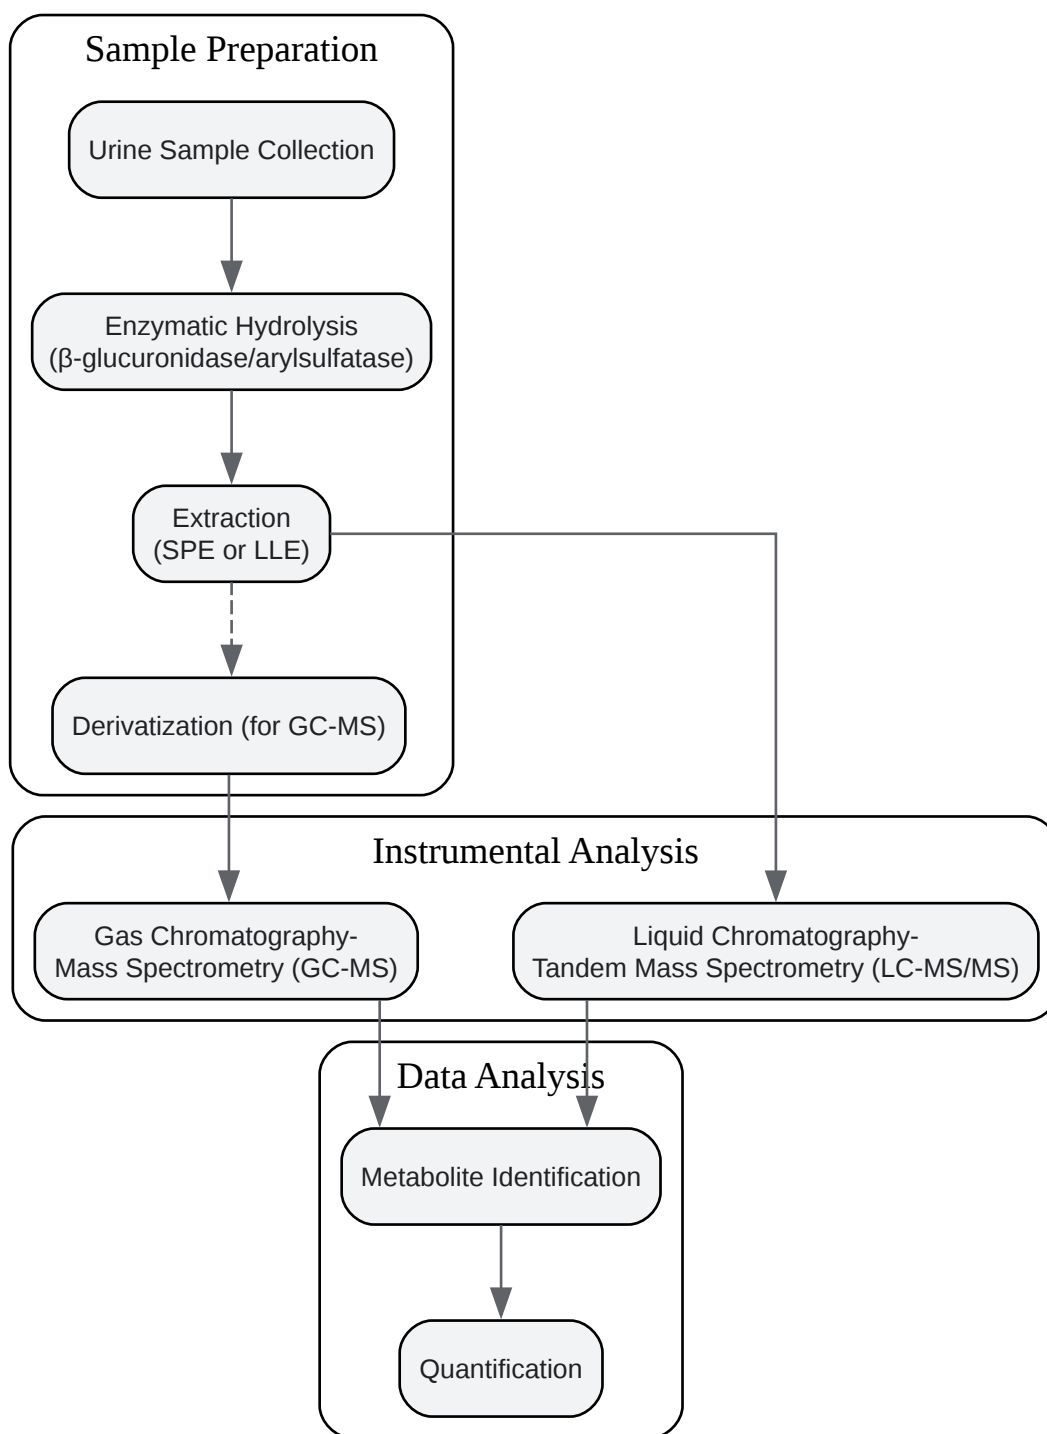 Sample Preparation
Urine Sample Collection
Enzymatic Hydrolysis
(β-glucuronidase/arylsulfatase)
Extraction
(SPE or LLE)
Derivatization (for GC-MS)
Instrumental Analysis
Gas Chromatography-
Mass Spectrometry (GC-MS)
Liquid Chromatography-
Tandem Mass Spectrometry (LC-MS/MS)
Data Analysis
Metabolite Identification
Quantification